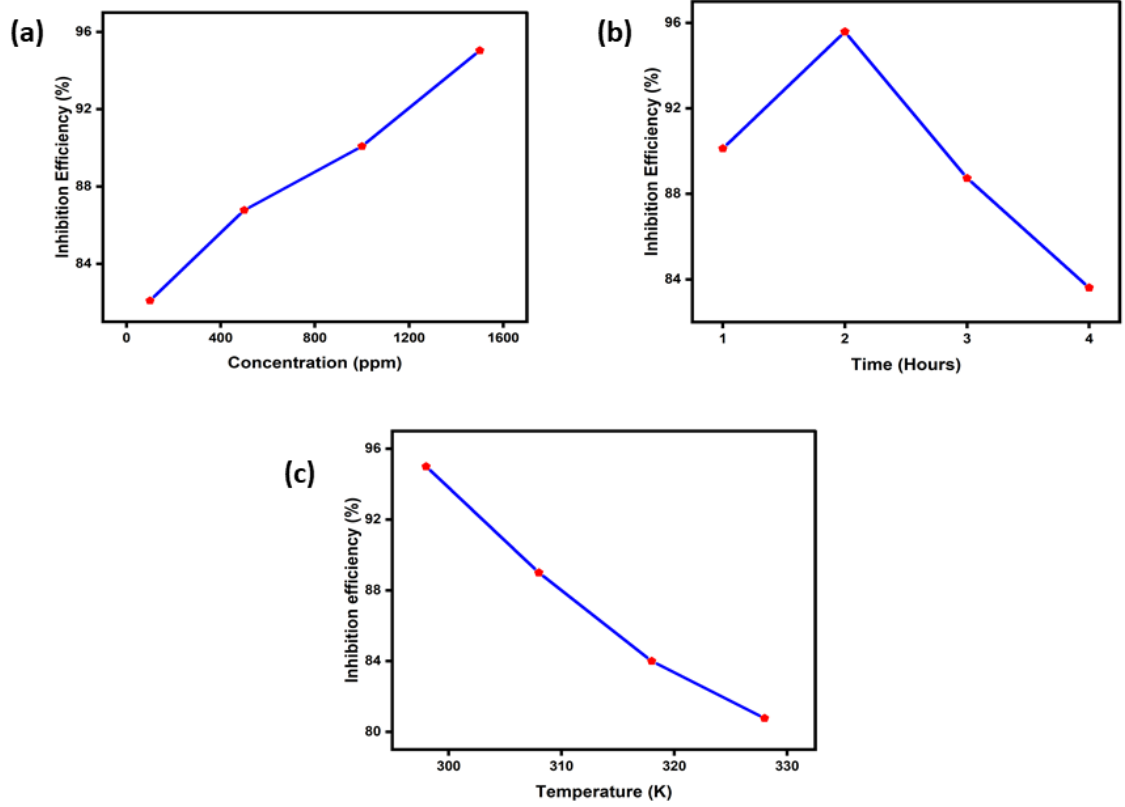 (a)
96
92
88
84
Inhibition Efficiency (%)
0 400 800 1200 1600
Concentration (ppm)
(b)
96
92
88
84
Inhibition Efficiency (%)
1 2 3 4
Time (Hours)
(c)
96
92
88
84
80
Inhibition efficiency (%)
300 310 320 330
Temperature (K)